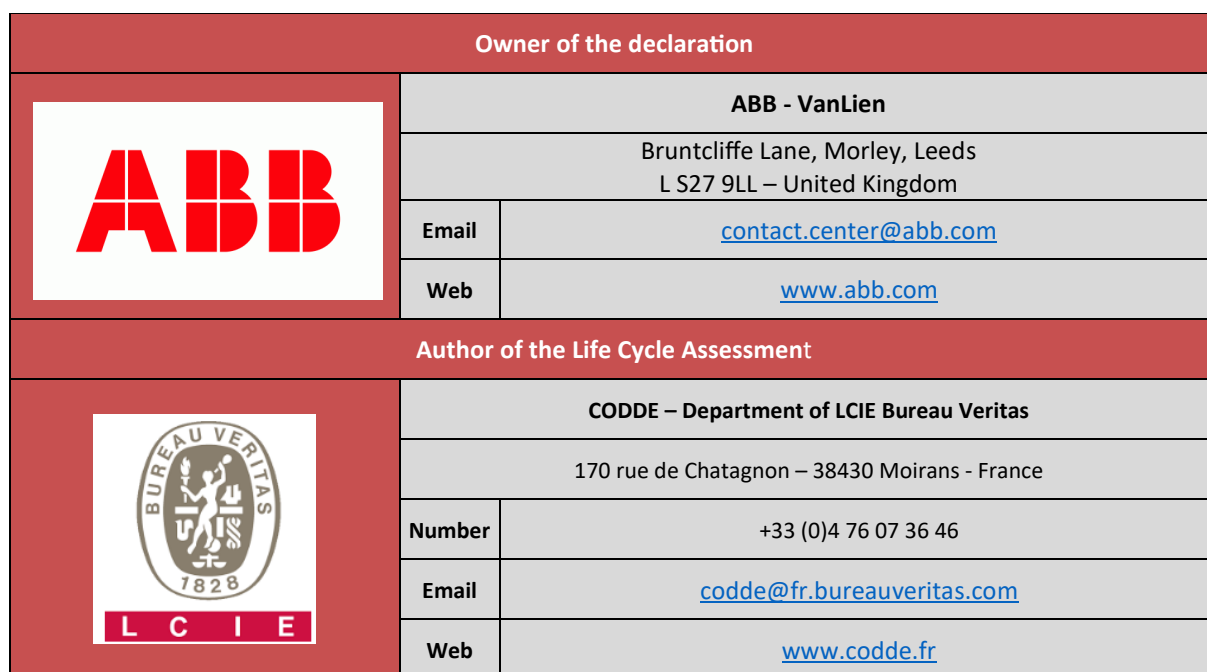 Owner of the declaration
ABB
ABB - VanLien
Bruntcliffe Lane, Morley, Leeds
L S27 9LL – United Kingdom
Email contact.center@abb.com
Web www.abb.com
Author of the Life Cycle Assessment
BUREAU VERITAS
1828
L C I E
CODDE – Department of LCIE Bureau Veritas
170 rue de Chatagnon – 38430 Moirans - France
Number +33 (0)4 76 07 36 46
Email codde@fr.bureauveritas.com
Web www.codde.fr